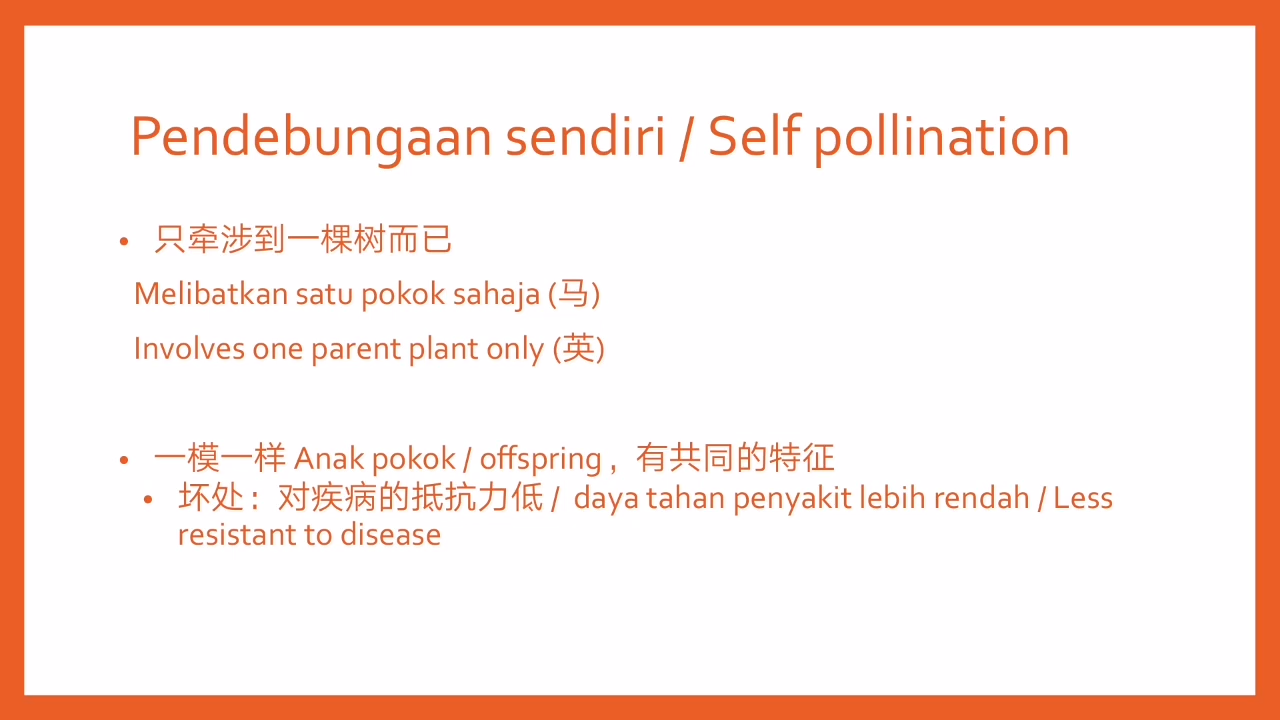 Pendebungaan sendiri / Self pollination
• 只牵涉到一棵树而已
Melibatkan satu pokok sahaja (马)
Involves one parent plant only (英)
• 一模一样 Anak pokok / offspring , 有共同的特征
• 坏处 : 对疾病的抵抗力低 / daya tahan penyakit lebih rendah / Less
resistant to disease